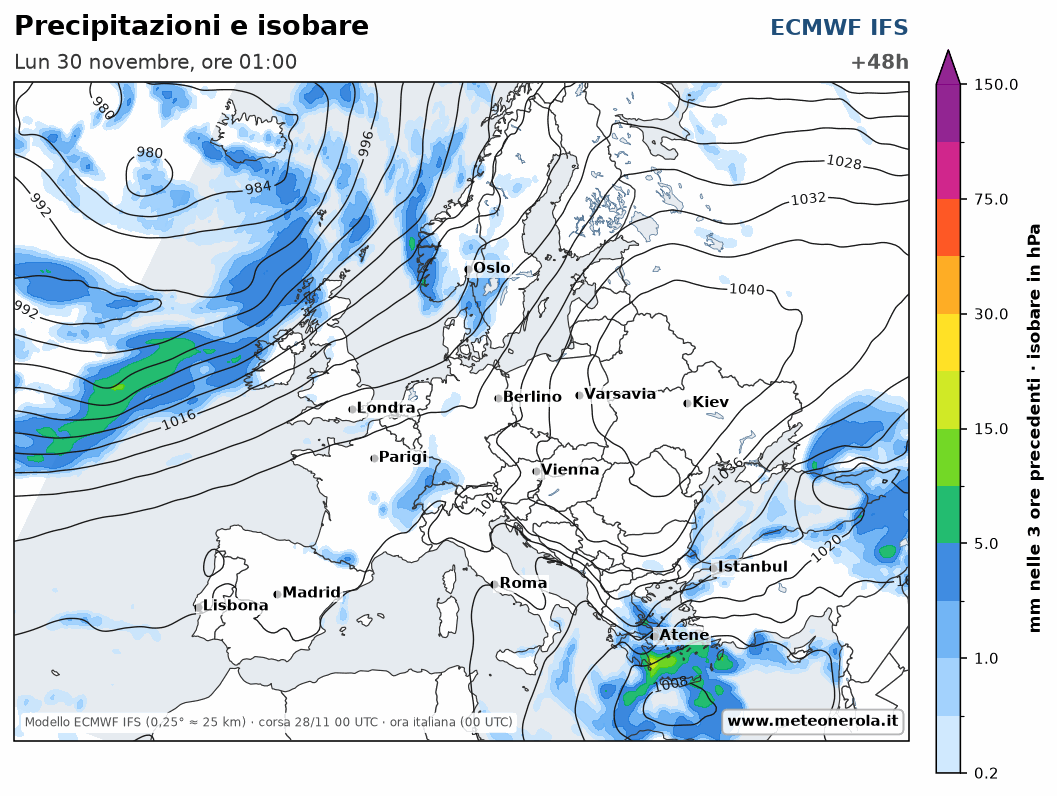 Precipitazioni e isobare
ECMWF IFS
Lun 30 novembre, ore 01:00
+48h
150.0
75.0
30.0
15.0
5.0
1.0
0.2
mm nelle 3 ore precedenti · isobare in hPa
980
980
984
996
992
992
1016
1028
1032
1040
1036
1028
1020
1008
Oslo
Londra
Berlino
Varsavia
Kiev
Parigi
Vienna
Istanbul
Roma
Madrid
Lisbona
Atene
Modello ECMWF IFS (0,25° ≈ 25 km) · corsa 28/11 00 UTC · ora italiana (00 UTC)
www.meteonerola.it